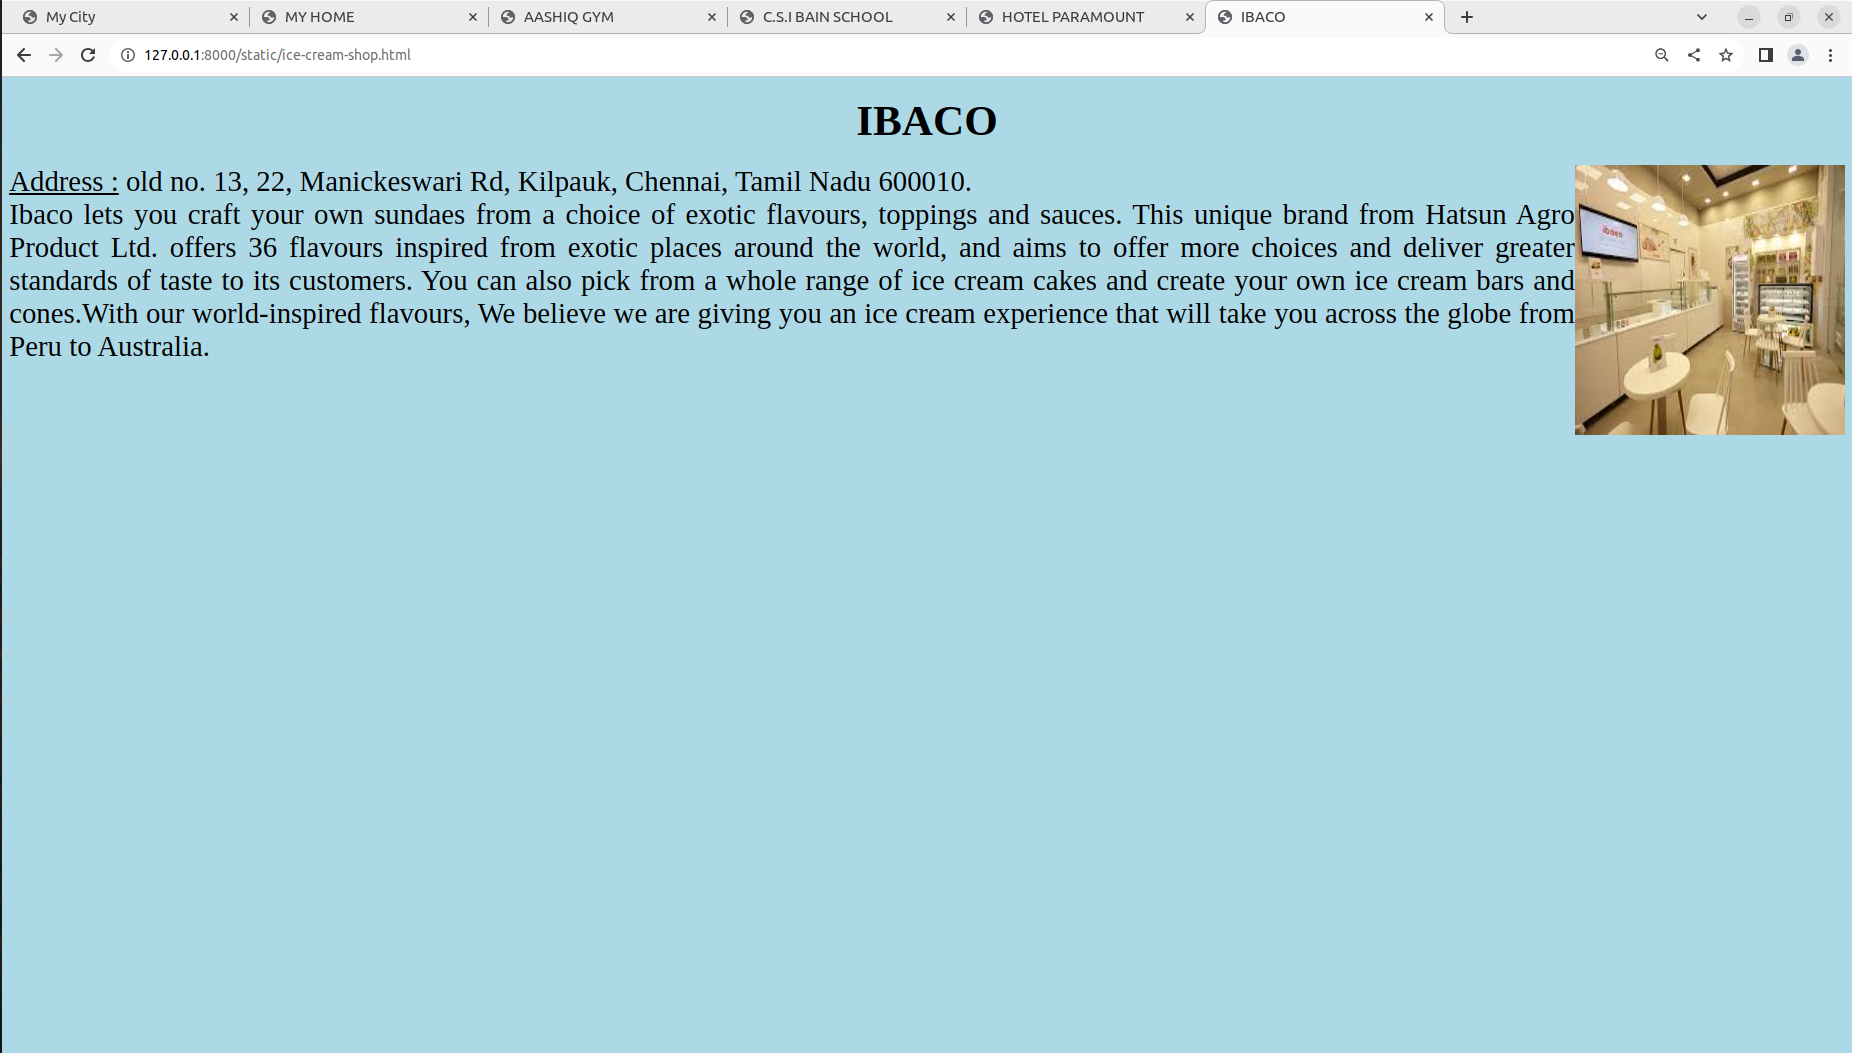 My City
MY HOME
AASHIQ GYM
C.S.I BAIN SCHOOL
HOTEL PARAMOUNT
IBACO
127.0.0.1:8000/static/ice-cream-shop.html
IBACO
Address : old no. 13, 22, Manickeswari Rd, Kilpauk, Chennai, Tamil Nadu 600010.
Ibaco lets you craft your own sundaes from a choice of exotic flavours, toppings and sauces. This unique brand from Hatsun Agro
Product Ltd. offers 36 flavours inspired from exotic places around the world, and aims to offer more choices and deliver greater
standards of taste to its customers. You can also pick from a whole range of ice cream cakes and create your own ice cream bars and
cones.With our world-inspired flavours, We believe we are giving you an ice cream experience that will take you across the globe from
Peru to Australia.
ibaco